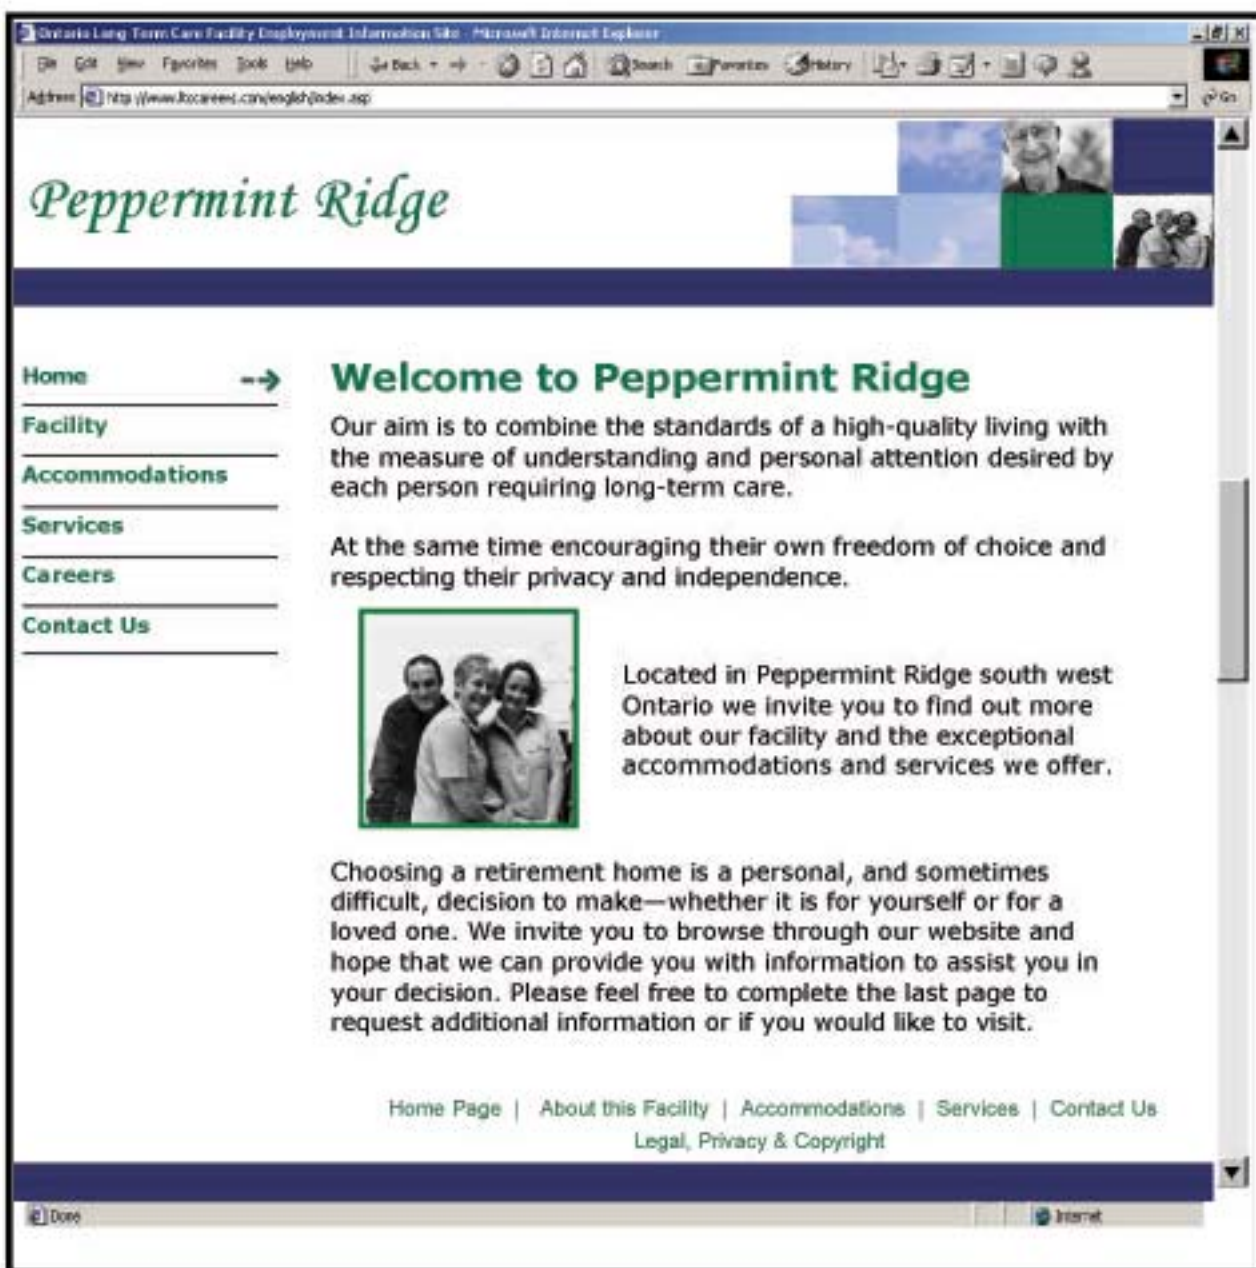 Ontario Long Term Care Facility Employment Information Site - Microsoft Internet Explorer
File Edit View Favorites Tools Help Back Search Favorites History
Address http://www.ltccareers.com/english/index.asp Go
Peppermint Ridge
Home
Facility
Accommodations
Services
Careers
Contact Us
Welcome to Peppermint Ridge
Our aim is to combine the standards of a high-quality living with
the measure of understanding and personal attention desired by
each person requiring long-term care.
At the same time encouraging their own freedom of choice and
respecting their privacy and independence.
Located in Peppermint Ridge south west
Ontario we invite you to find out more
about our facility and the exceptional
accommodations and services we offer.
Choosing a retirement home is a personal, and sometimes
difficult, decision to make—whether it is for yourself or for a
loved one. We invite you to browse through our website and
hope that we can provide you with information to assist you in
your decision. Please feel free to complete the last page to
request additional information or if you would like to visit.
Home Page | About this Facility | Accommodations | Services | Contact Us
Legal, Privacy & Copyright
Done Internet